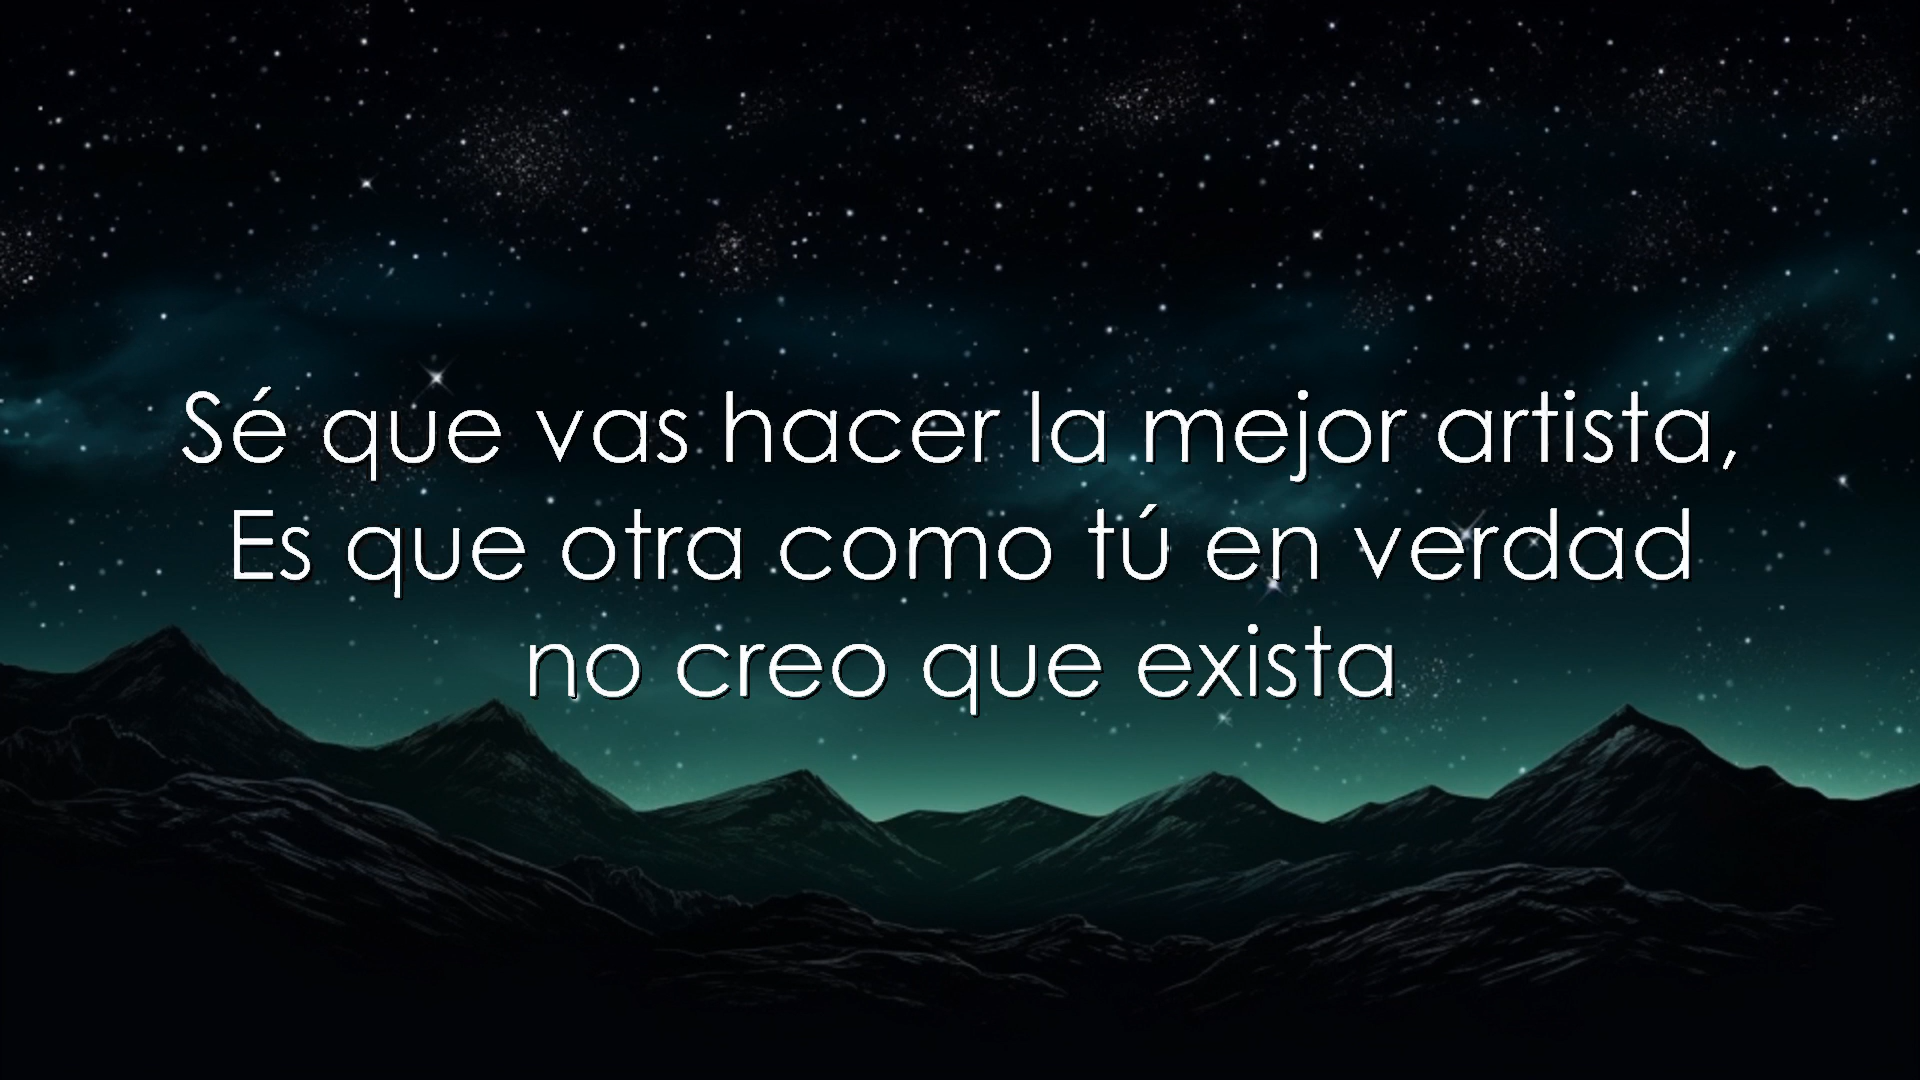 Sé que vas hacer la mejor artista,
Es que otra como tú en verdad
no creo que exista